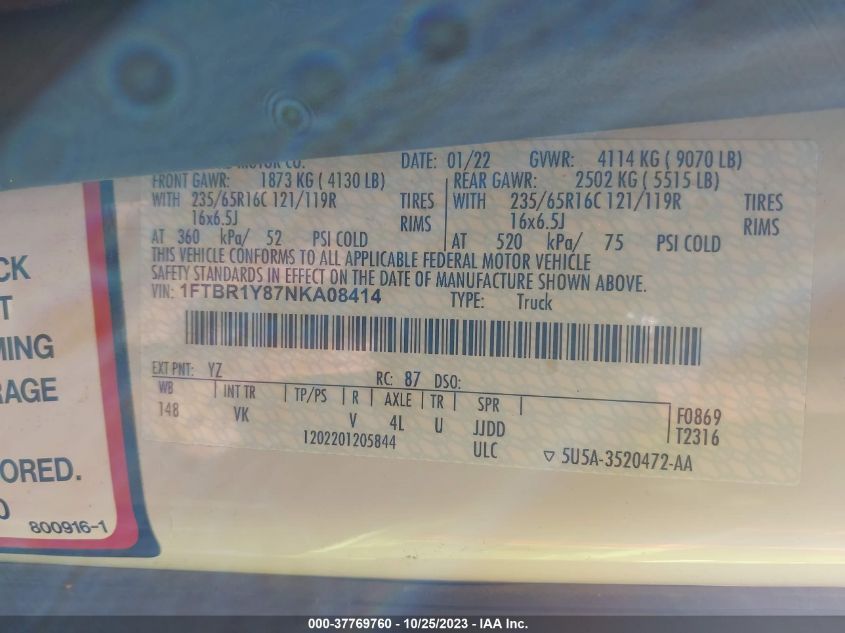 MOTOR CO. DATE: 01/22 GVWR: 4114 KG ( 9070 LB)
FRONT GAWR: 1873 KG ( 4130 LB) REAR GAWR: 2502 KG ( 5515 LB)
WITH 235/65R16C 121/119R TIRES WITH 235/65R16C 121/119R TIRES
16x6.5J RIMS 16x6.5J RIMS
AT 360 kPa/ 52 PSI COLD AT 520 kPa/ 75 PSI COLD
THIS VEHICLE CONFORMS TO ALL APPLICABLE FEDERAL MOTOR VEHICLE
SAFETY STANDARDS IN EFFECT ON THE DATE OF MANUFACTURE SHOWN ABOVE.
VIN: 1FTBR1Y87NKA08414 TYPE: Truck
EXT PNT: YZ RC: 87 DSO:
WB INT TR TP/PS R AXLE TR SPR F0869
148 VK V 4L U JJDD T2316
1202201205844 ULC ▽ 5U5A-3520472-AA
CK
T
MING
RAGE
ORED.
0
800916-1
000-37769760 - 10/25/2023 - IAA Inc.